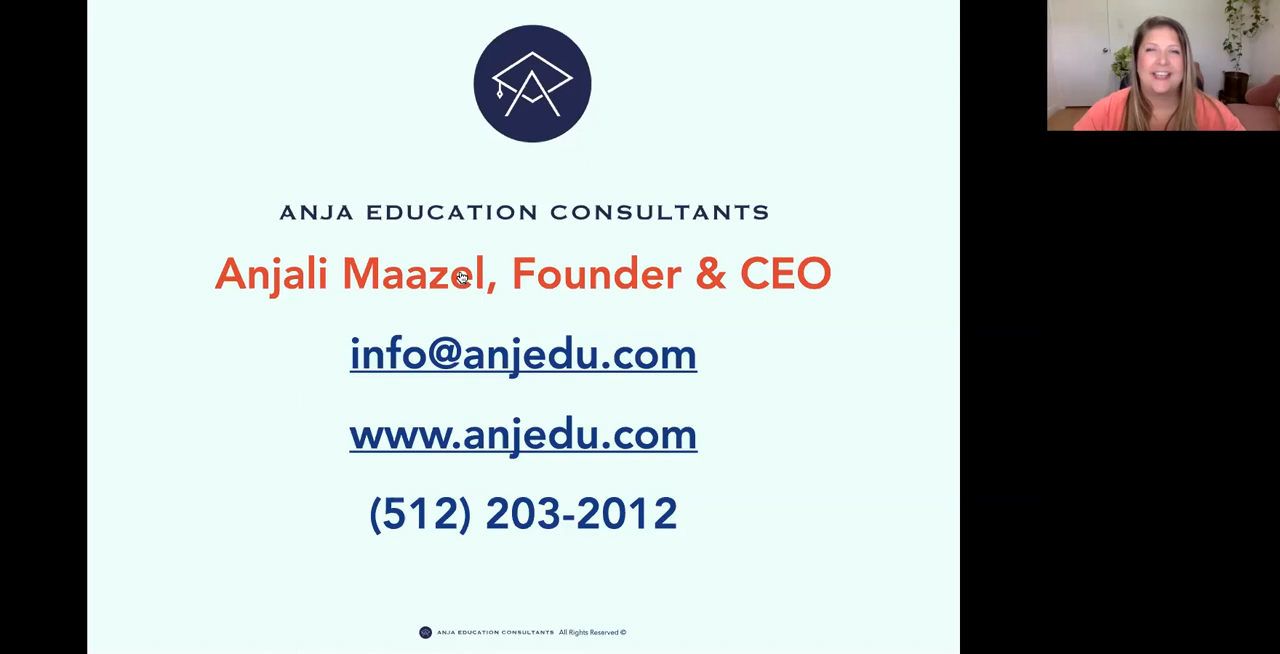 ANJA EDUCATION CONSULTANTS
Anjali Maazel, Founder & CEO
info@anjedu.com
www.anjedu.com
(512) 203-2012
ANJA EDUCATION CONSULTANTS All Rights Reserved ©